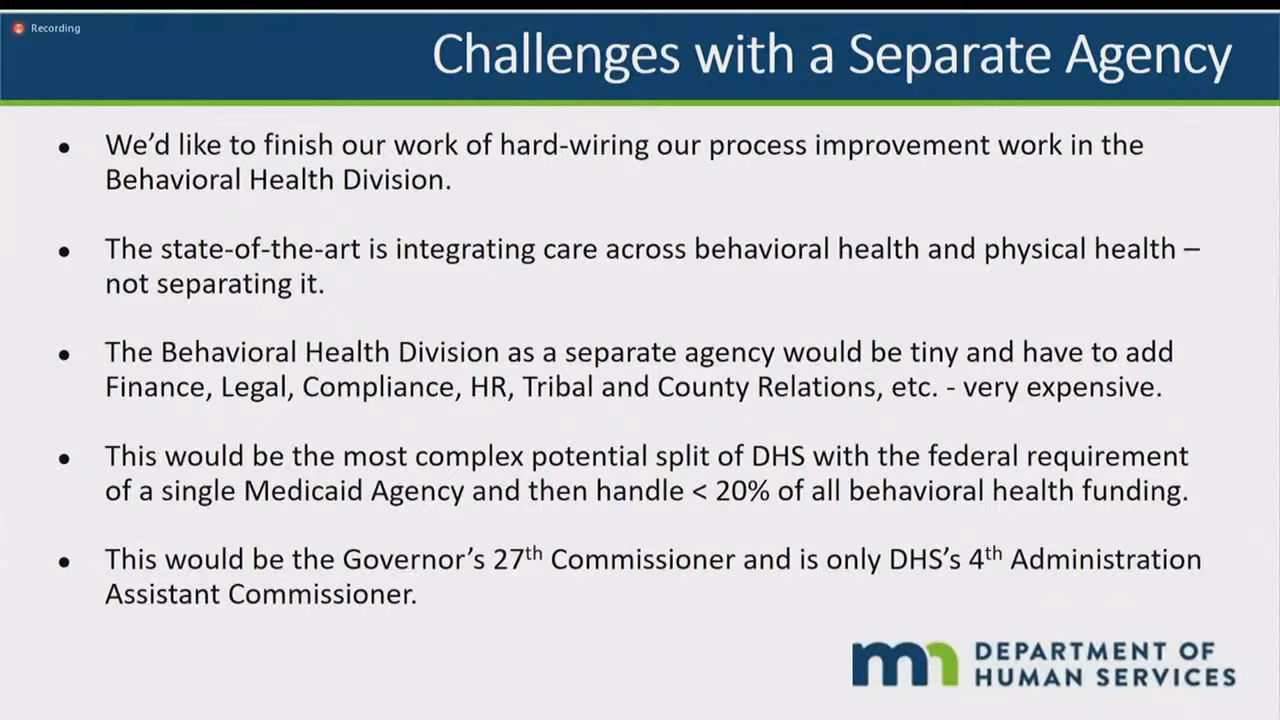 Recording
Challenges with a Separate Agency
• We’d like to finish our work of hard-wiring our process improvement work in the
Behavioral Health Division.
• The state-of-the-art is integrating care across behavioral health and physical health –
not separating it.
• The Behavioral Health Division as a separate agency would be tiny and have to add
Finance, Legal, Compliance, HR, Tribal and County Relations, etc. - very expensive.
• This would be the most complex potential split of DHS with the federal requirement
of a single Medicaid Agency and then handle < 20% of all behavioral health funding.
• This would be the Governor’s 27th Commissioner and is only DHS’s 4th Administration
Assistant Commissioner.
mn DEPARTMENT OF
HUMAN SERVICES